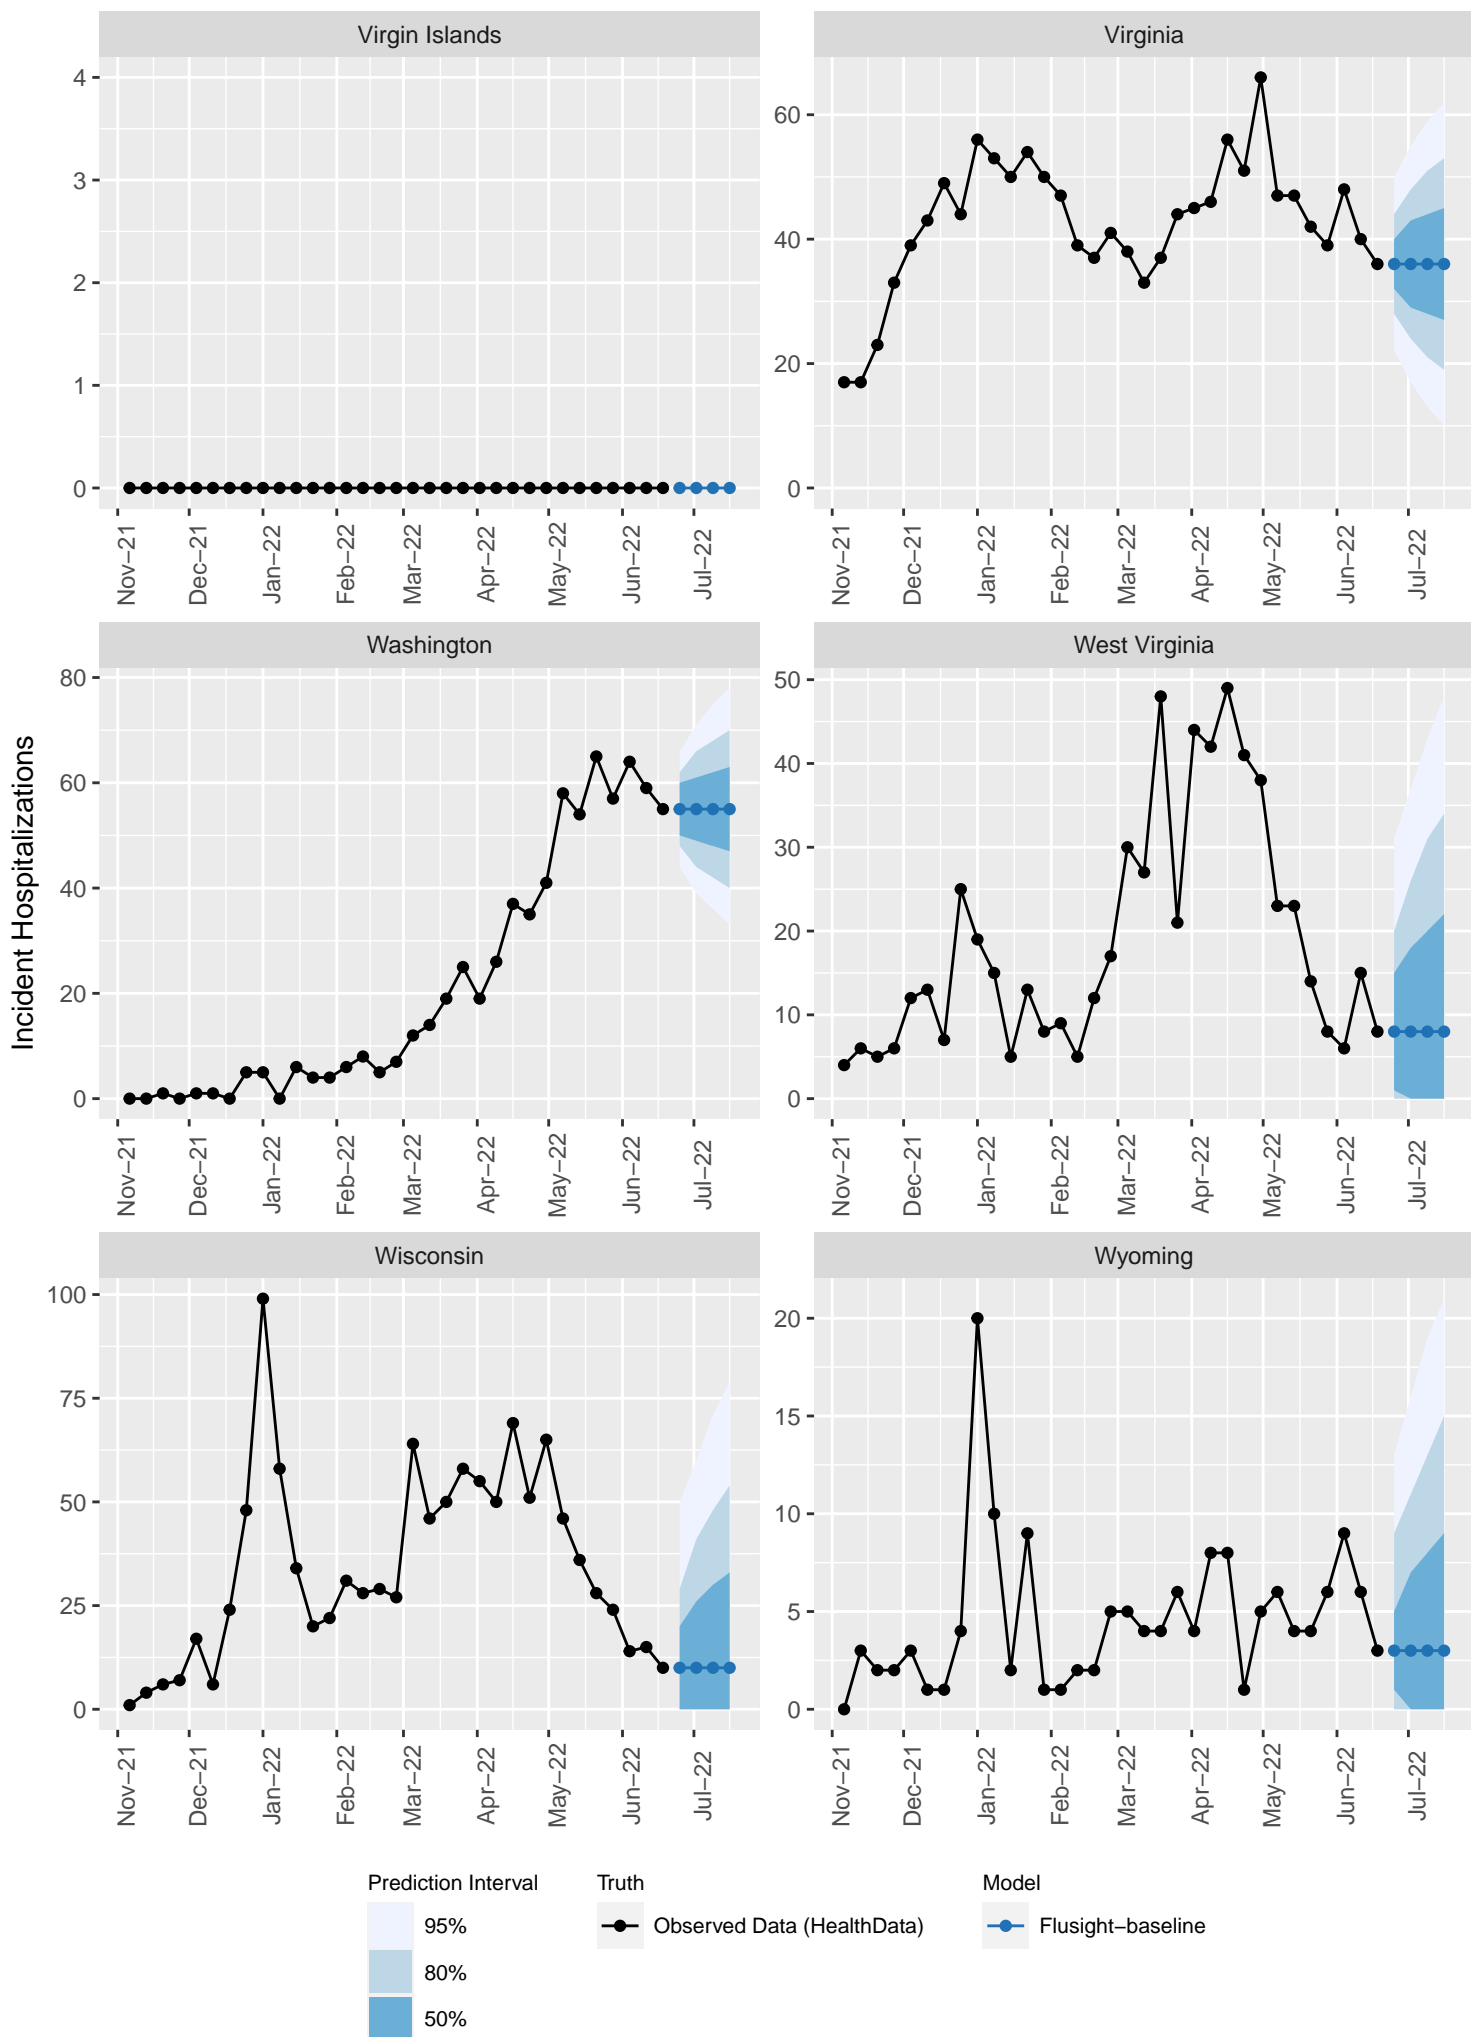 Virgin Islands
Virginia
4
3
2
1
0
60
40
20
0
Nov−21
Dec−21
Jan−22
Feb−22
Mar−22
Apr−22
May−22
Jun−22
Jul−22
Nov−21
Dec−21
Jan−22
Feb−22
Mar−22
Apr−22
May−22
Jun−22
Jul−22
Incident Hospitalizations
Washington
West Virginia
80
60
40
20
0
50
40
30
20
10
0
Nov−21
Dec−21
Jan−22
Feb−22
Mar−22
Apr−22
May−22
Jun−22
Jul−22
Nov−21
Dec−21
Jan−22
Feb−22
Mar−22
Apr−22
May−22
Jun−22
Jul−22
Wisconsin
Wyoming
100
75
50
25
0
20
15
10
5
0
Nov−21
Dec−21
Jan−22
Feb−22
Mar−22
Apr−22
May−22
Jun−22
Jul−22
Nov−21
Dec−21
Jan−22
Feb−22
Mar−22
Apr−22
May−22
Jun−22
Jul−22
Prediction Interval
95%
80%
50%
Truth
Observed Data (HealthData)
Model
Flusight−baseline